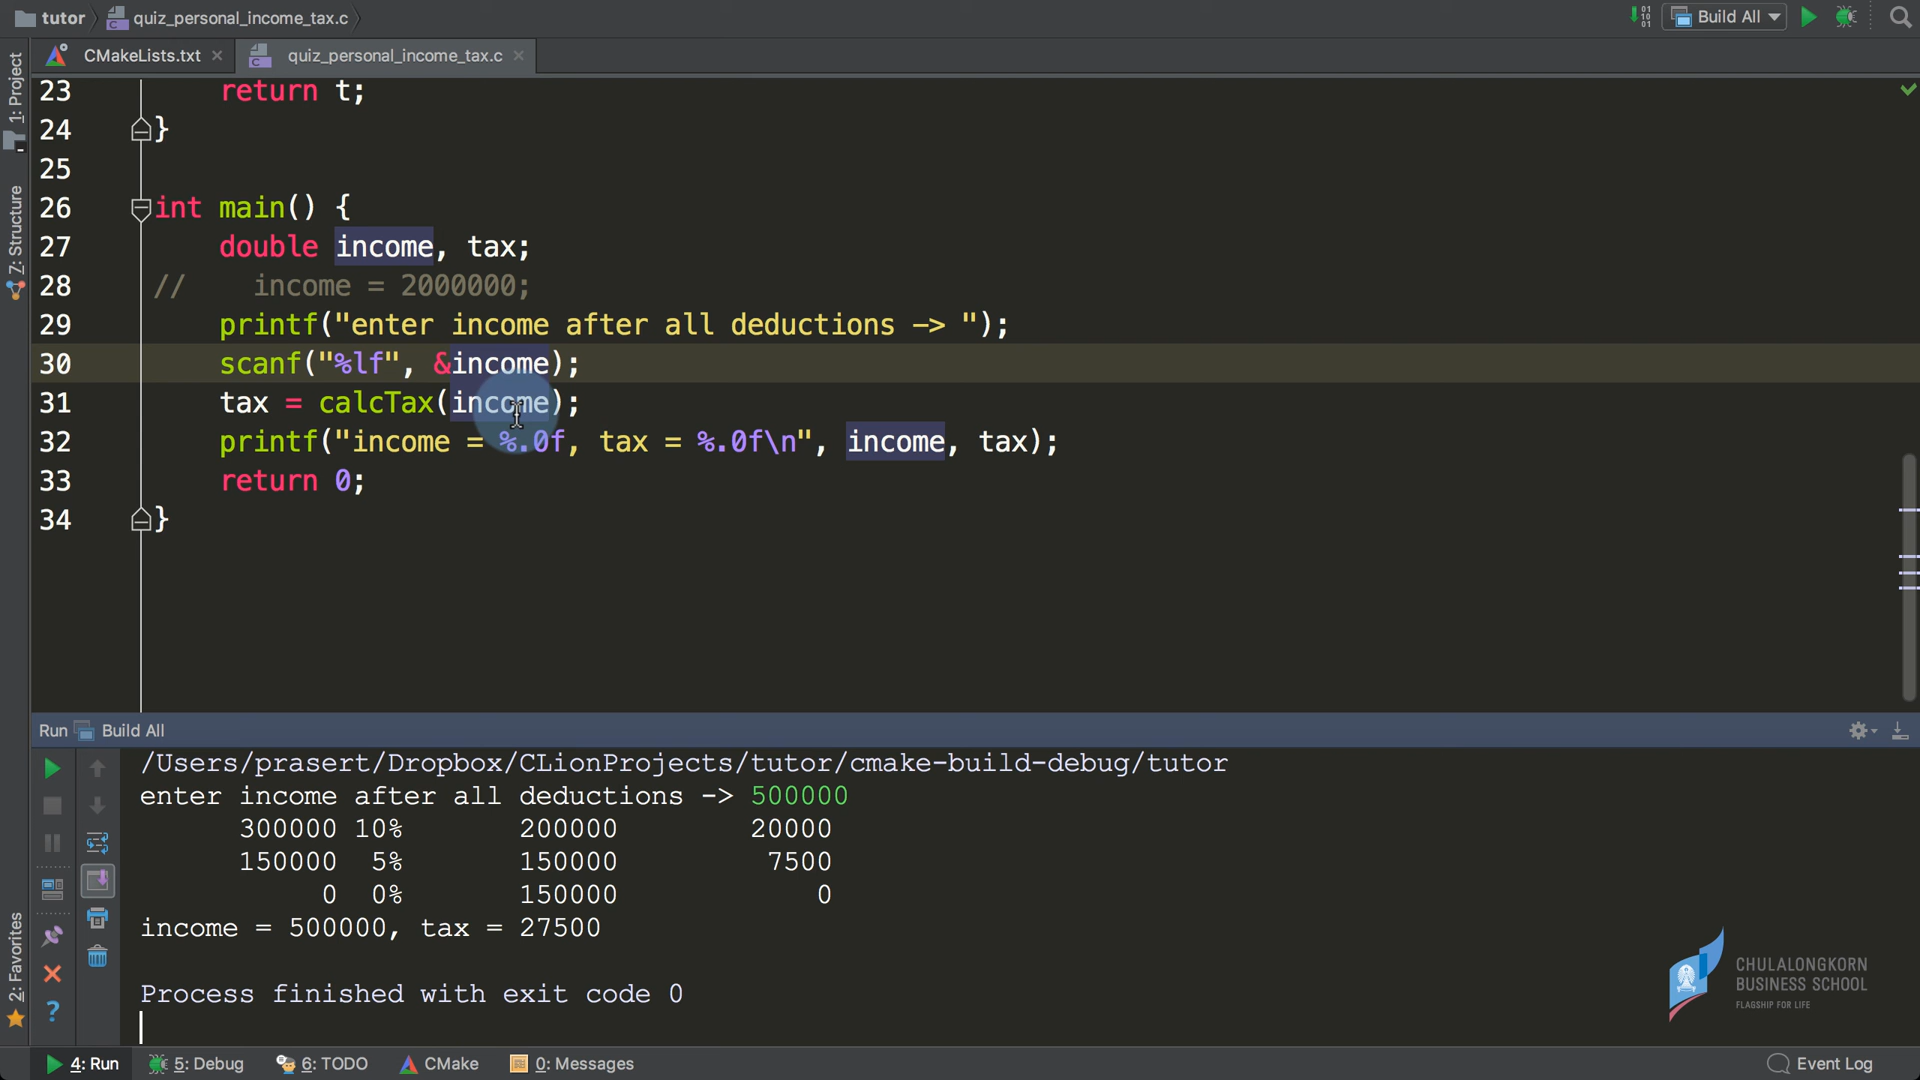 tutor quiz_personal_income_tax.c Build All
CMakeLists.txt quiz_personal_income_tax.c
1: Project
Z: Structure
2: Favorites
23 return t;
24 }
25
26 int main() {
27 double income, tax;
28 // income = 2000000;
29 printf("enter income after all deductions -> ");
30 scanf("%lf", &income);
31 tax = calcTax(income);
32 printf("income = %.0f, tax = %.0f\n", income, tax);
33 return 0;
34 }
Run Build All
/Users/prasert/Dropbox/CLionProjects/tutor/cmake-build-debug/tutor
enter income after all deductions -> 500000
300000 10% 200000 20000
150000 5% 150000 7500
0 0% 150000 0
income = 500000, tax = 27500
Process finished with exit code 0
CHULALONGKORN
BUSINESS SCHOOL
FLAGSHIP FOR LIFE
4: Run 5: Debug 6: TODO CMake 0: Messages Event Log